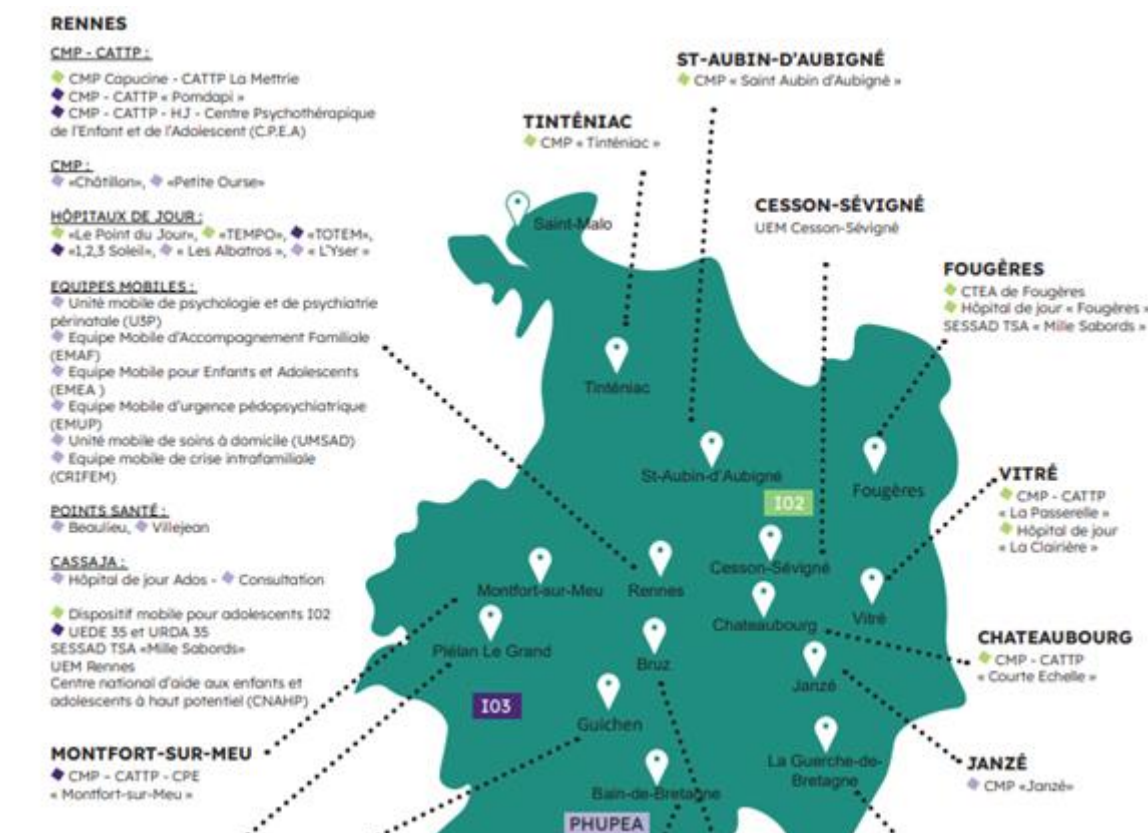 RENNES
CMP - CATTP :
CMP Capucine - CATTP La Mettrie
CMP - CATTP « Pomdapi »
CMP - CATTP - HJ - Centre Psychothérapique
de l'Enfant et de l'Adolescent (C.P.E.A)
CMP :
«Châtillon», «Petite Ourse»
HÔPITAUX DE JOUR :
«Le Point du Jour», «TEMPO», «TOTEM»,
«1,2,3 Soleil», « Les Albatros », « L'Yser »
EQUIPES MOBILES :
Unité mobile de psychologie et de psychiatrie
périnatale (U3P)
Equipe Mobile d'Accompagnement Familiale
(EMAF)
Equipe Mobile pour Enfants et Adolescents
(EMEA )
Equipe Mobile d'urgence pédopsychiatrique
(EMUP)
Unité mobile de soins à domicile (UMSAD)
Equipe mobile de crise intrafamiliale
(CRIFEM)
POINTS SANTÉ :
Beaulieu, Villejean
CASSAJA :
Hôpital de jour Ados - Consultation
Dispositif mobile pour adolescents I02
UEDE 35 et URDA 35
SESSAD TSA «Mille Sabords»
UEM Rennes
Centre national d'aide aux enfants et
adolescents à haut potentiel (CNAHP)
MONTFORT-SUR-MEU
CMP - CATTP - CPE
« Montfort-sur-Meu »
ST-AUBIN-D'AUBIGNÉ
CMP « Saint Aubin d'Aubigné »
TINTÉNIAC
CMP « Tinténiac »
CESSON-SÉVIGNÉ
UEM Cesson-Sévigné
FOUGÈRES
CTEA de Fougères
Hôpital de jour « Fougères »
SESSAD TSA « Mille Sabords »
VITRÉ
CMP - CATTP
« La Passerelle »
Hôpital de jour
« La Clairière »
CHATEAUBOURG
CMP - CATTP
« Courte Echelle »
JANZÉ
CMP «Janzé»
Saint-Malo
Tinténiac
St-Aubin-d'Aubigné
Fougères
I02
Cesson-Sévigné
Montfort-sur-Meu
Rennes
Chateaubourg
Vitré
Plélan Le Grand
Bruz
Janzé
I03
Guichen
La Guerche-de-
Bretagne
Bain-de-Bretagne
PHUPEA